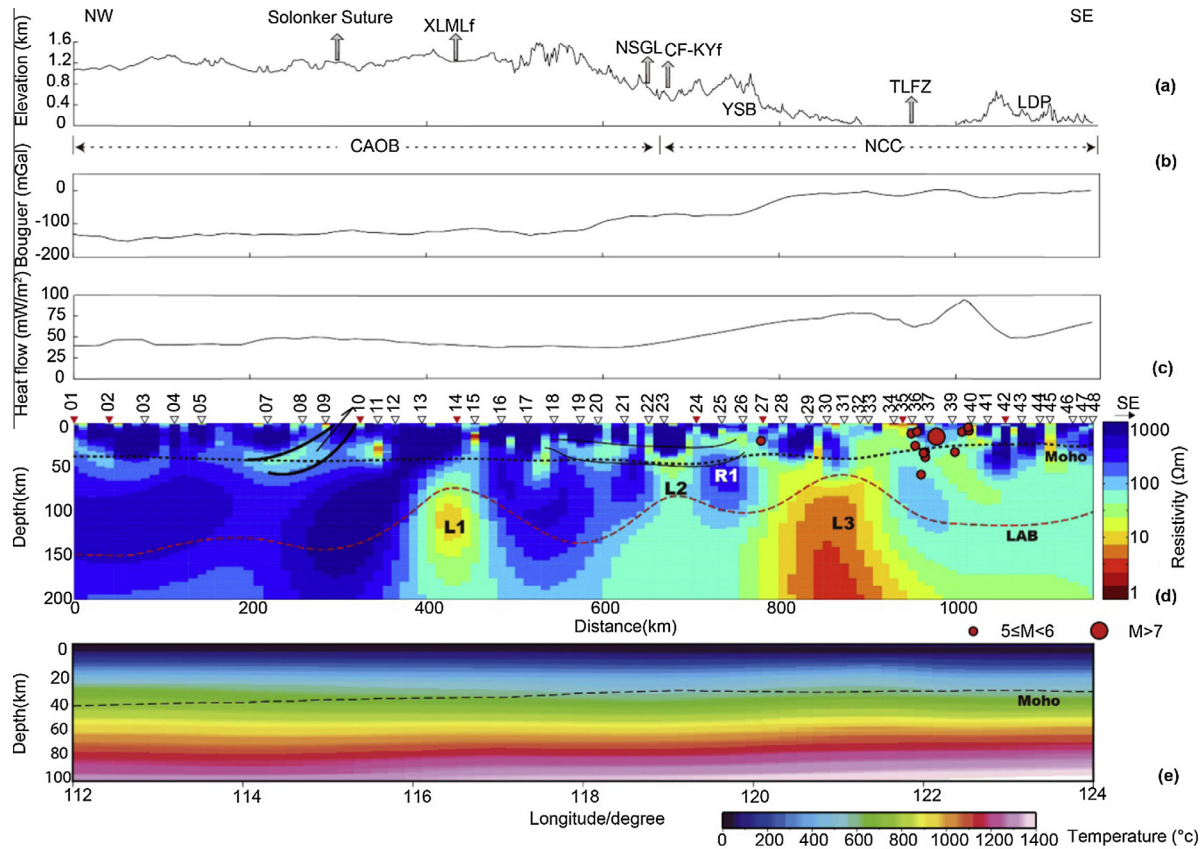 NW
SE
Solonker Suture
XLMLf
NSGL
CF-KYf
TLFZ
YSB
LDP
Elevation (km)
1.6
1.2
0.8
0.4
0
(a)
CAOB
NCC
Bouguer (mGal)
0
-100
-200
(b)
Heat flow (mW/m²)
100
75
50
25
0
(c)
01 02 03 04 05 07 08 09 10 11 12 13 14 15 16 17 18 19 20 21 22 23 24 25 26 27 28 29 30 31 32 33 34 35 36 37 39 40 41 42 43 44 45 46 47 48
SE
Depth(km)
0
50
100
150
200
L1
L2
R1
L3
Moho
LAB
1000
100
10
1
Resistivity (Ωm)
(d)
0 200 400 600 800 1000
Distance(km)
5≤M<6
M>7
Depth(km)
0
20
40
60
80
100
Moho
(e)
112 114 116 118 120 122 124
Longitude/degree
0 200 400 600 800 1000 1200 1400
Temperature (°c)